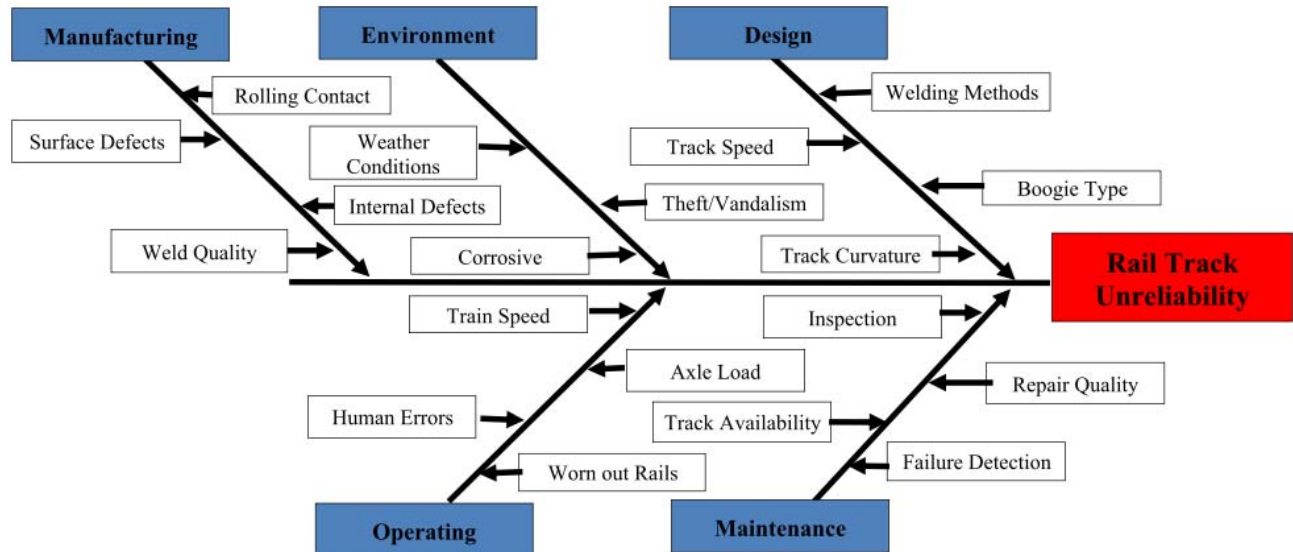 Manufacturing
Environment
Design
Rolling Contact
Welding Methods
Surface Defects
Weather
Conditions
Track Speed
Internal Defects
Theft/Vandalism
Boogie Type
Weld Quality
Corrosive
Track Curvature
Rail Track
Unreliability
Train Speed
Inspection
Axle Load
Repair Quality
Human Errors
Track Availability
Worn out Rails
Failure Detection
Operating
Maintenance